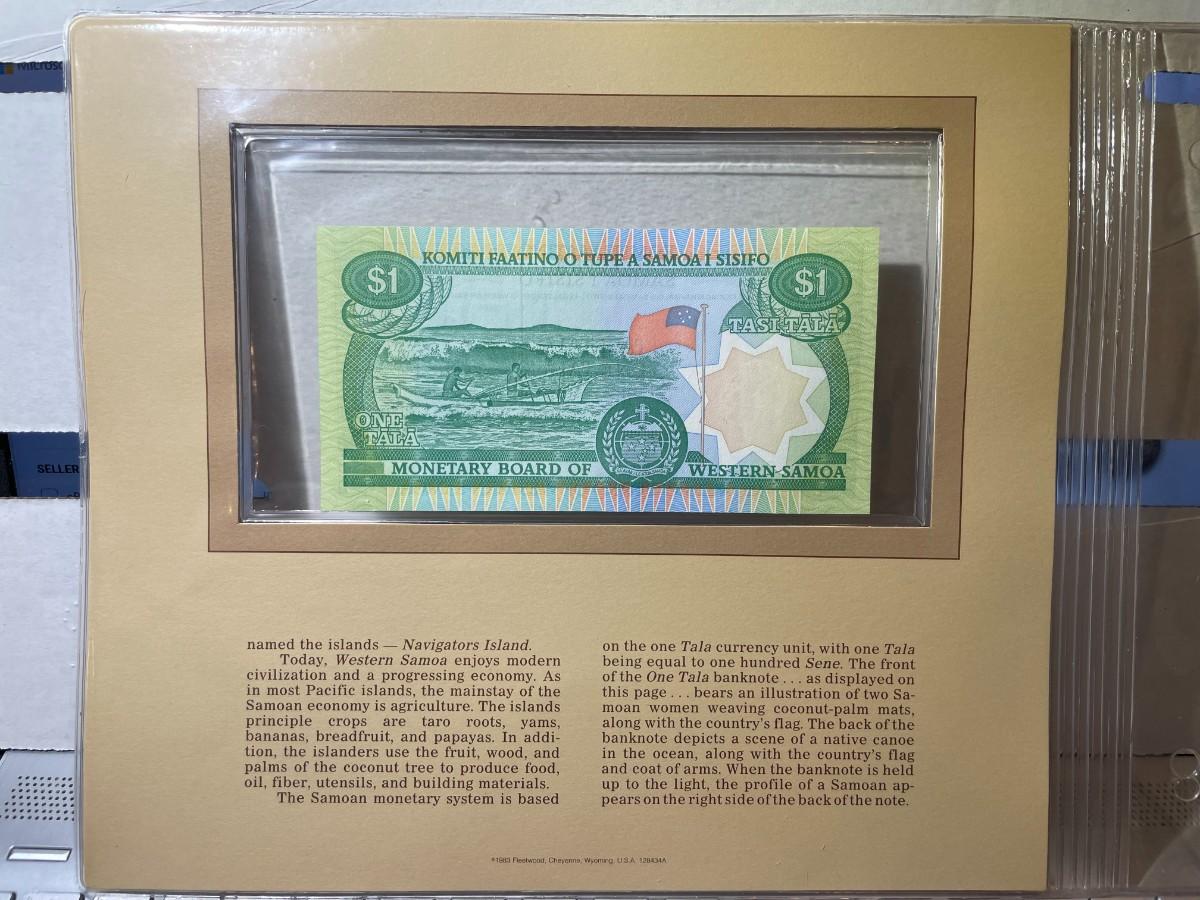 MICROS
KOMITI FAATINO O TUPE A SAMOA I SISIFO
$1
$1
TASI TĀLĀ
ONE
TĀLĀ
MONETARY BOARD OF WESTERN SAMOA
SELLER
named the islands — Navigators Island.
Today, Western Samoa enjoys modern
civilization and a progressing economy. As
in most Pacific islands, the mainstay of the
Samoan economy is agriculture. The islands
principle crops are taro roots, yams,
bananas, breadfruit, and papayas. In addi-
tion, the islanders use the fruit, wood, and
palms of the coconut tree to produce food,
oil, fiber, utensils, and building materials.
The Samoan monetary system is based
on the one Tala currency unit, with one Tala
being equal to one hundred Sene. The front
of the One Tala banknote . . . as displayed on
this page . . . bears an illustration of two Sa-
moan women weaving coconut-palm mats,
along with the country's flag. The back of the
banknote depicts a scene of a native canoe
in the ocean, along with the country's flag
and coat of arms. When the banknote is held
up to the light, the profile of a Samoan ap-
pears on the right side of the back of the note.
©1983 Fleetwood, Cheyenne, Wyoming, U.S.A. 128434A